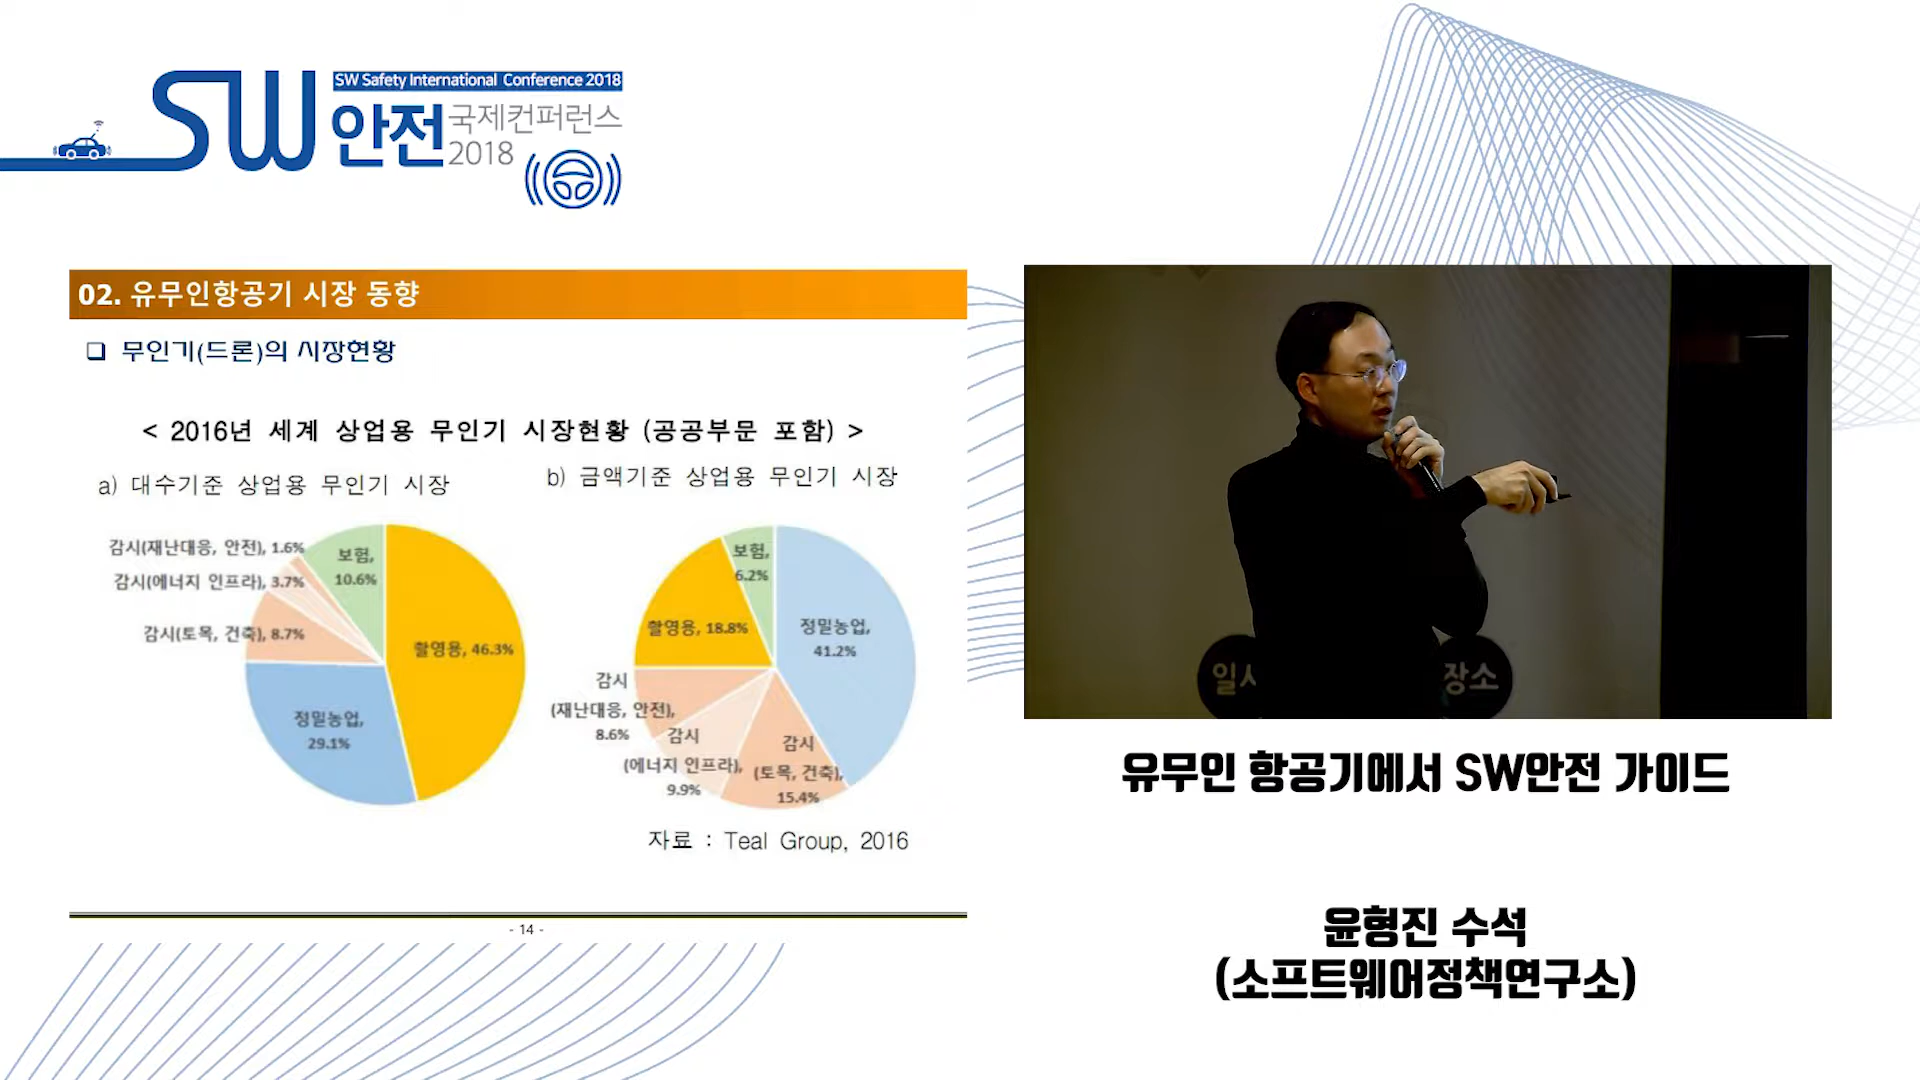 SW
SW Safety International Conference 2018
안전
국제컨퍼런스
2018
02. 유무인항공기 시장 동향
❑ 무인기(드론)의 시장현황
< 2016년 세계 상업용 무인기 시장현황 (공공부문 포함) >
a) 대수기준 상업용 무인기 시장
감시(재난대응, 안전), 1.6%
감시(에너지 인프라), 3.7%
감시(토목, 건축), 8.7%
보험,
10.6%
촬영용, 46.3%
정밀농업,
29.1%
b) 금액기준 상업용 무인기 시장
보험,
6.2%
촬영용, 18.8%
정밀농업,
41.2%
감시
(재난대응, 안전),
8.6%
감시
(에너지 인프라),
9.9%
감시
(토목, 건축),
15.4%
자료 : Teal Group, 2016
- 14 -
장소
유무인 항공기에서 SW안전 가이드
윤형진 수석
(소프트웨어정책연구소)